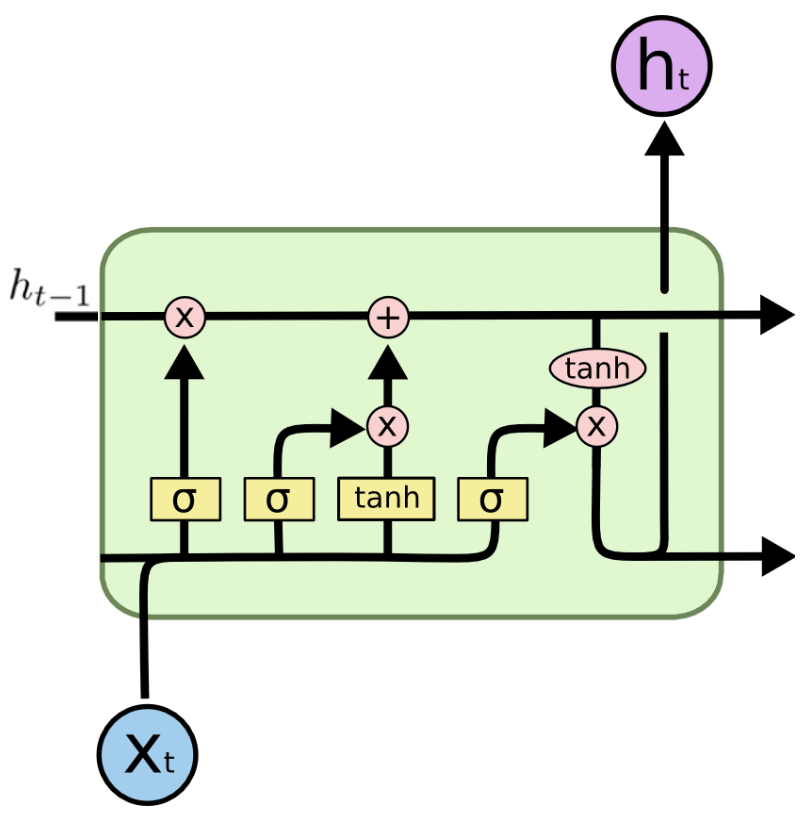 h_t
h_{t-1}
x
+
tanh
x
x
σ
σ
tanh
σ
X_t